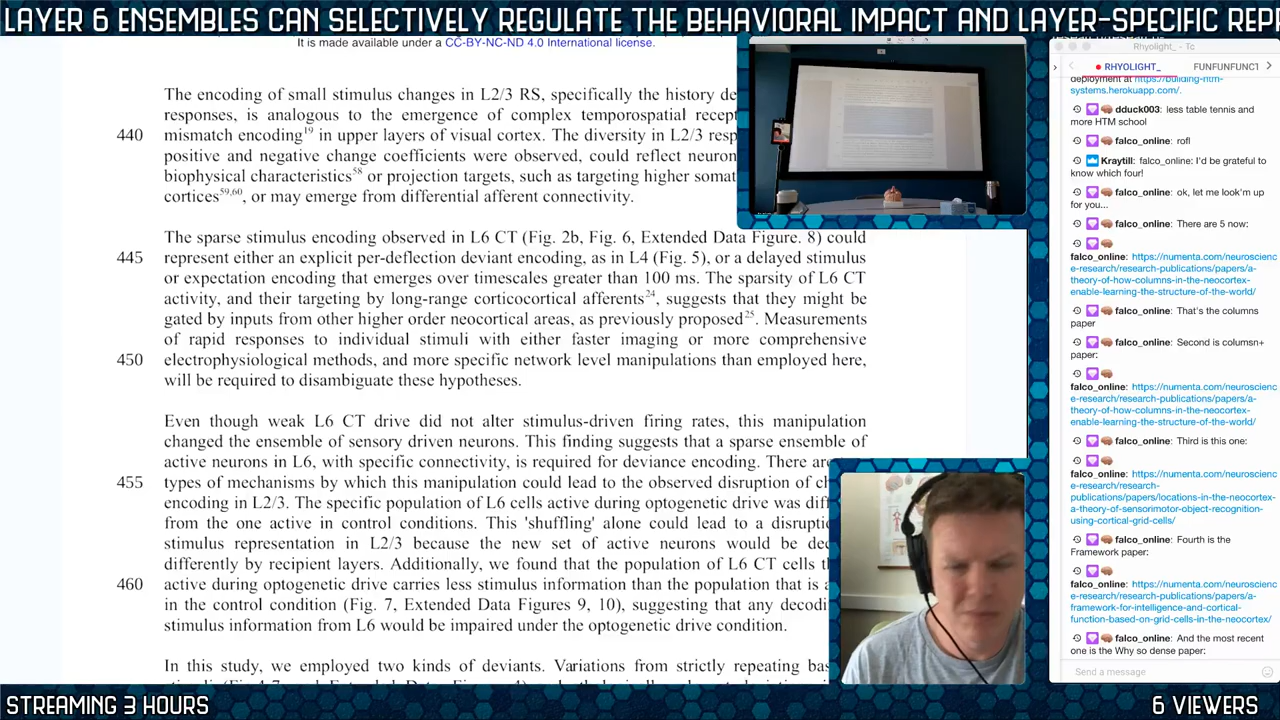 LAYER 6 ENSEMBLES CAN SELECTIVELY REGULATE THE BEHAVIORAL IMPACT AND LAYER-SPECIFIC REP
It is made available under a CC-BY-NC-ND 4.0 International license.
The encoding of small stimulus changes in L2/3 RS, specifically the history de
responses, is analogous to the emergence of complex temporospatial recept
440 mismatch encoding19 in upper layers of visual cortex. The diversity in L2/3 resp
positive and negative change coefficients were observed, could reflect neuron
biophysical characteristics58 or projection targets, such as targeting higher somat
cortices59,60, or may emerge from differential afferent connectivity.
The sparse stimulus encoding observed in L6 CT (Fig. 2b, Fig. 6, Extended Data Figure. 8) could
445 represent either an explicit per-deflection deviant encoding, as in L4 (Fig. 5), or a delayed stimulus
or expectation encoding that emerges over time-scales greater than 100 ms. The sparsity of L6 CT
activity, and their targeting by long-range corticocortical afferents24, suggests that they might be
gated by inputs from other higher-order neocortical areas, as previously proposed25. Measurements
of rapid responses to individual stimuli with either faster imaging or more comprehensive
450 electrophysiological methods, and more specific network level manipulations than employed here,
will be required to disambiguate these hypotheses.
Even though weak L6 CT drive did not alter stimulus-driven firing rates, this manipulation
changed the ensemble of sensory driven neurons. This finding suggests that a sparse ensemble of
active neurons in L6, with specific connectivity, is required for deviance encoding. There are
455 types of mechanisms by which this manipulation could lead to the observed disruption of ch
encoding in L2/3. The specific population of L6 cells active during optogenetic drive was diff
from the one active in control conditions. This 'shuffling' alone could lead to a disruptio
stimulus representation in L2/3 because the new set of active neurons would be dec
differently by recipient layers. Additionally, we found that the population of L6 CT cells th
460 active during optogenetic drive carries less stimulus information than the population that is a
in the control condition (Fig. 7, Extended Data Figures 9, 10), suggesting that any decodi
stimulus information from L6 would be impaired under the optogenetic drive condition.
In this study, we employed two kinds of deviants. Variations from strictly repeating bas
Rhyolight_ - Tc
RHYOLIGHT_ FUNFUNFUNCT
deployment at https://building-htm-
systems.herokuapp.com/.
dduck003: less table tennis and
more HTM school
falco_online: rofl
Kraytill: falco_online: I'd be grateful to
know which four!
falco_online: ok, let me look'm up
for you...
falco_online: There are 5 now:
falco_online: https://numenta.com/neuroscienc
e-research/research-publications/papers/a-
theory-of-how-columns-in-the-neocortex-
enable-learning-the-structure-of-the-world/
falco_online: That's the columns
paper
falco_online: Second is columsn+
paper:
falco_online: https://numenta.com/neuroscienc
e-research/research-publications/papers/a-
theory-of-how-columns-in-the-neocortex-
enable-learning-the-structure-of-the-world/
falco_online: Third is this one:
falco_online: https://numenta.com/neuroscienc
e-research/research-
publications/papers/locations-in-the-neocortex-
a-theory-of-sensorimotor-object-recognition-
using-cortical-grid-cells/
falco_online: Fourth is the
Framework paper:
falco_online: https://numenta.com/neuroscienc
e-research/research-publications/papers/a-
framework-for-intelligence-and-cortical-
function-based-on-grid-cells-in-the-neocortex/
falco_online: And the most recent
one is the Why so dense paper:
Send a message
STREAMING 3 HOURS
6 VIEWERS